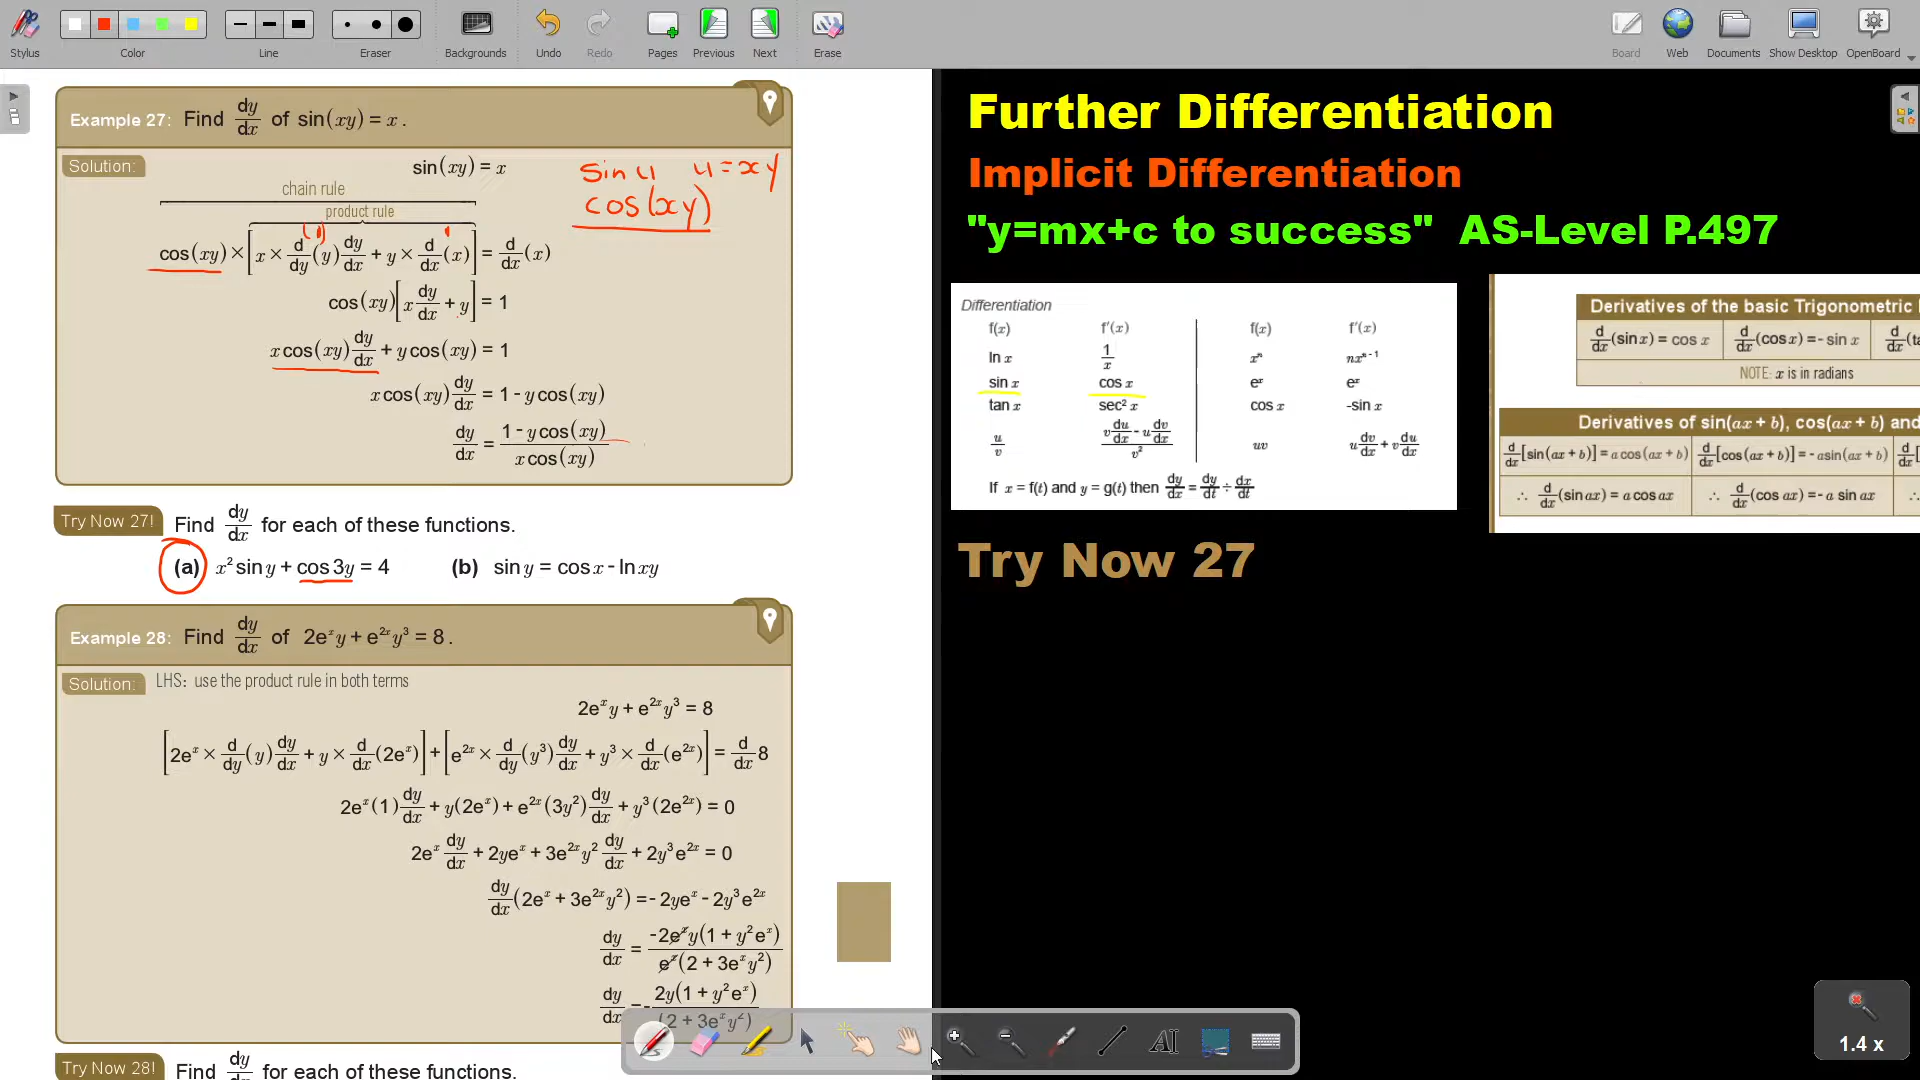 Stylus Color Line Eraser Backgrounds Undo Redo Pages Previous Next Erase Board Web Documents Show Desktop OpenBoard
Example 27: Find dy/dx of sin(xy) = x.
Solution: sin(xy) = x
sin u u = xy
cos(xy)
chain rule
product rule
(1) 1
cos(xy) × [x × d/dy (y) dy/dx + y × d/dx (x)] = d/dx (x)
cos(xy)[x dy/dx + y] = 1
x cos(xy) dy/dx + y cos(xy) = 1
x cos(xy) dy/dx = 1 - y cos(xy)
dy/dx = (1 - y cos(xy))/(x cos(xy))
Try Now 27! Find dy/dx for each of these functions.
(a) x² sin y + cos 3y = 4 (b) sin y = cos x - ln xy
Example 28: Find dy/dx of 2eˣy + e²ˣy³ = 8.
Solution: LHS: use the product rule in both terms
2eˣy + e²ˣy³ = 8
[2eˣ × d/dy (y) dy/dx + y × d/dx (2eˣ)] + [e²ˣ × d/dy (y³) dy/dx + y³ × d/dx (e²ˣ)] = d/dx 8
2eˣ(1) dy/dx + y(2eˣ) + e²ˣ(3y²) dy/dx + y³(2e²ˣ) = 0
2eˣ dy/dx + 2yeˣ + 3e²ˣy² dy/dx + 2y³e²ˣ = 0
dy/dx (2eˣ + 3e²ˣy²) = - 2yeˣ - 2y³e²ˣ
dy/dx = -2eˣy(1 + y²eˣ)/eˣ(2 + 3eˣy²)
dy/dx = - 2y(1 + y²eˣ)/(2 + 3eˣy²)
Try Now 28! Find dy/dx for each of these functions.
Further Differentiation
Implicit Differentiation
"y=mx+c to success" AS-Level P.497
Differentiation
f(x) f'(x) f(x) f'(x)
ln x 1/x xⁿ nxⁿ⁻¹
sin x cos x eˣ eˣ
tan x sec² x cos x -sin x
u/v (v du/dx - u dv/dx)/v² uv u dv/dx + v du/dx
If x = f(t) and y = g(t) then dy/dx = dy/dt ÷ dx/dt
Derivatives of the basic Trigonometric
d/dx (sin x) = cos x d/dx (cos x) = - sin x d/dx (ta
NOTE: x is in radians
Derivatives of sin(ax + b), cos(ax + b) and
d/dx [sin(ax + b)] = a cos(ax + b) d/dx [cos(ax + b)] = - a sin(ax + b) d/dx [
∴ d/dx (sin ax) = a cos ax ∴ d/dx (cos ax) = - a sin ax ∴
Try Now 27
AI
1.4 x